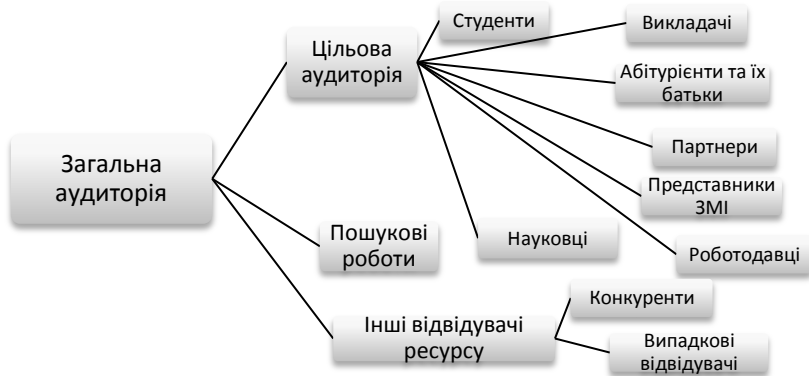 Студенти
Викладачі
Цільова
аудиторія
Абітурієнти та їх
батьки
Партнери
Загальна
аудиторія
Представники
ЗМІ
Пошукові
роботи
Науковці
Роботодавці
Конкуренти
Інші відвідувачі
ресурсу
Випадкові
відвідувачі